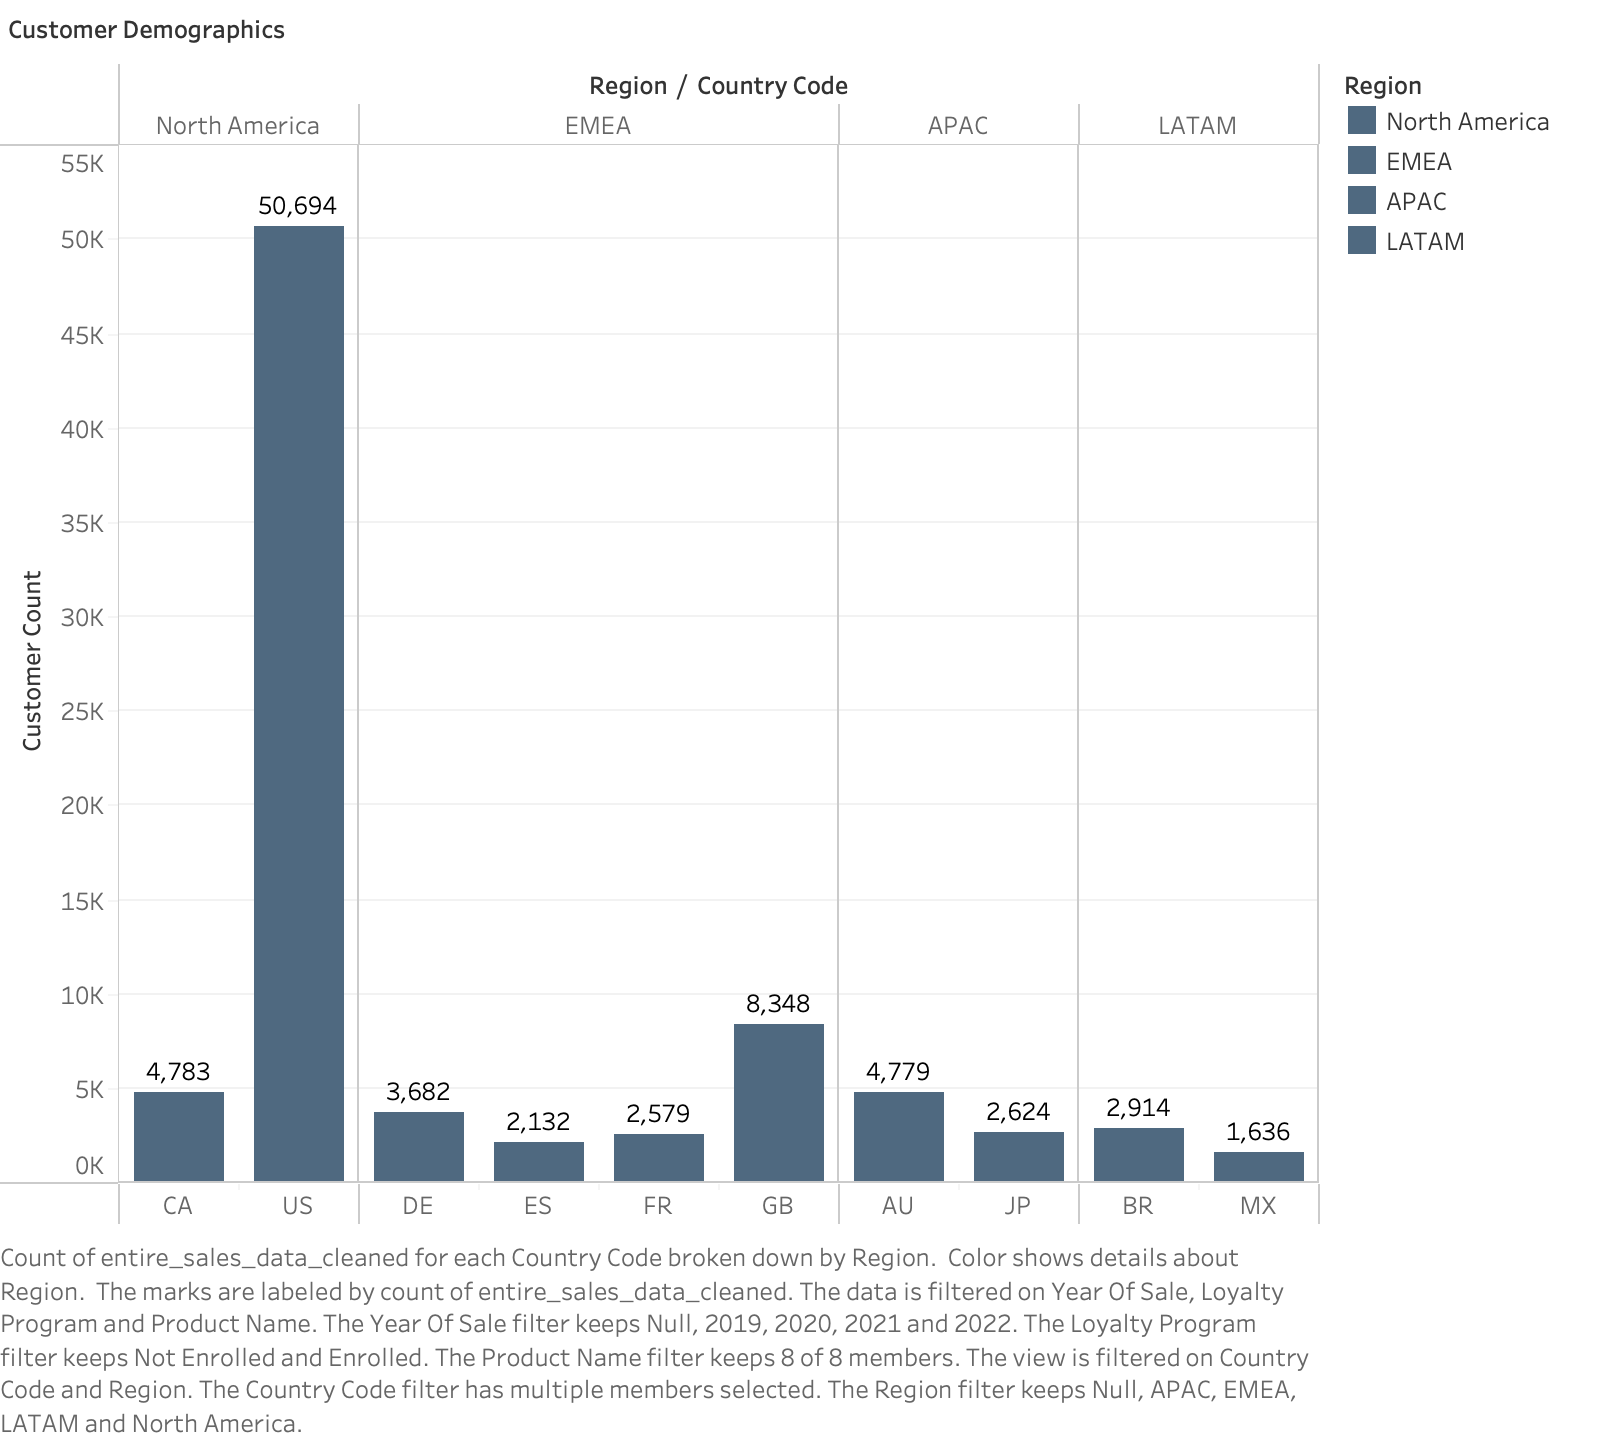 Customer Demographics
Region / Country Code
North America EMEA APAC LATAM
Region
North America
EMEA
APAC
LATAM
Customer Count
55K
50K
45K
40K
35K
30K
25K
20K
15K
10K
5K
0K
4,783 50,694 3,682 2,132 2,579 8,348 4,779 2,624 2,914 1,636
CA US DE ES FR GB AU JP BR MX
Count of entire_sales_data_cleaned for each Country Code broken down by Region.  Color shows details about
Region.  The marks are labeled by count of entire_sales_data_cleaned. The data is filtered on Year Of Sale, Loyalty
Program and Product Name. The Year Of Sale filter keeps Null, 2019, 2020, 2021 and 2022. The Loyalty Program
filter keeps Not Enrolled and Enrolled. The Product Name filter keeps 8 of 8 members. The view is filtered on Country
Code and Region. The Country Code filter has multiple members selected. The Region filter keeps Null, APAC, EMEA,
LATAM and North America.